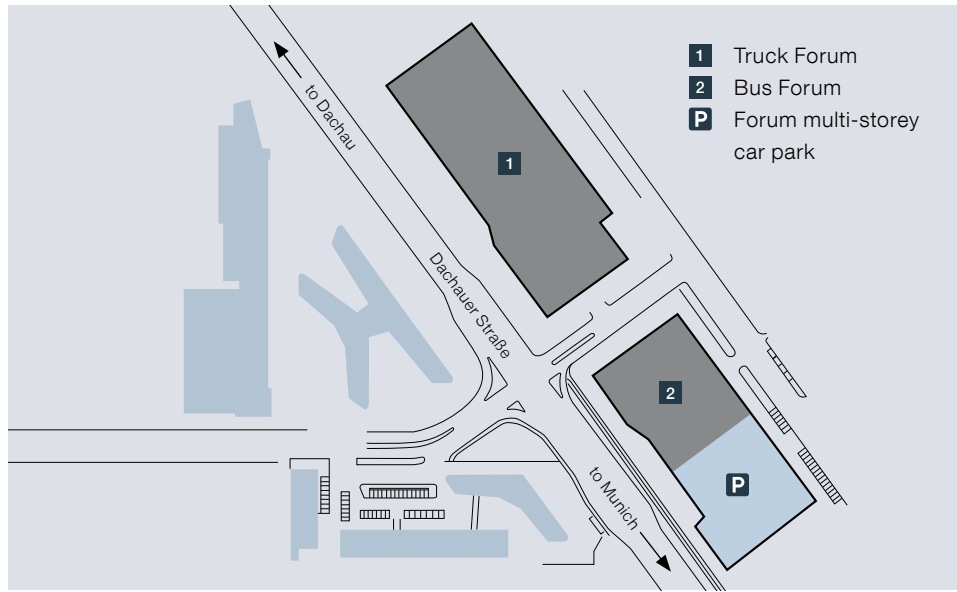 1 Truck Forum
2 Bus Forum
P Forum multi-storey
car park
to Dachau
1
Dachauer Straße
2
P
to Munich